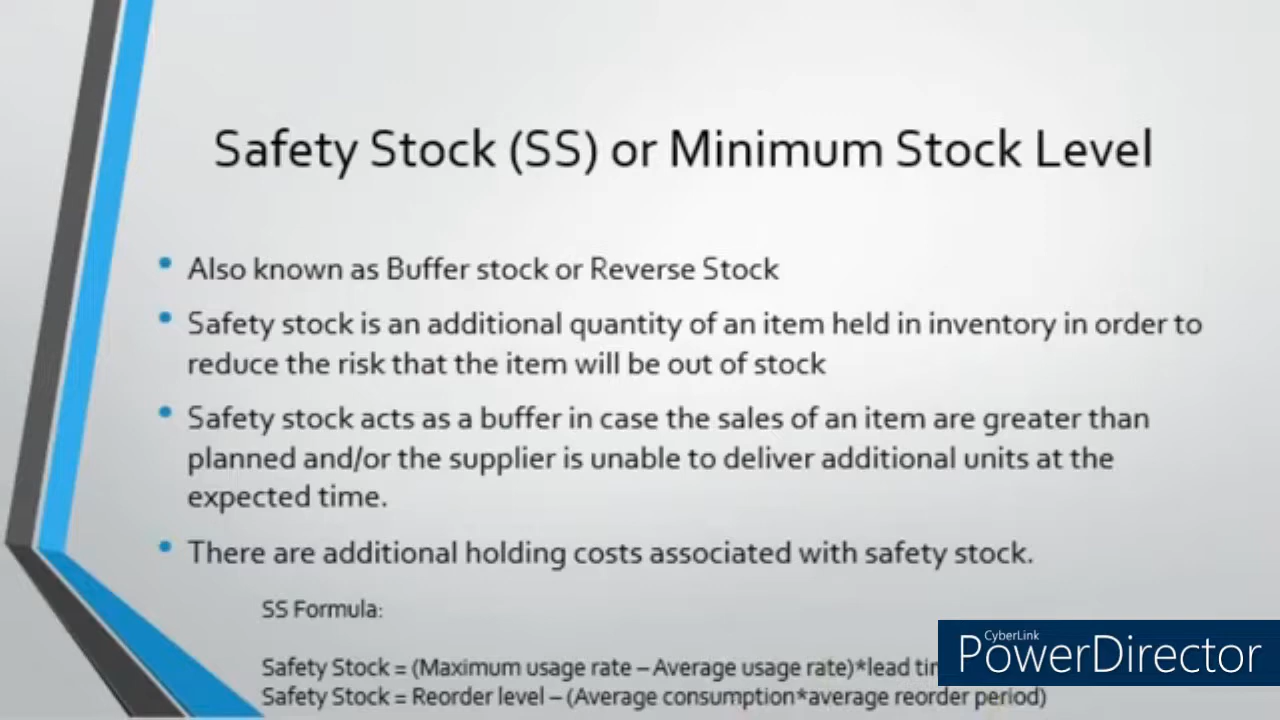 Safety Stock (SS) or Minimum Stock Level
• Also known as Buffer stock or Reverse Stock
• Safety stock is an additional quantity of an item held in inventory in order to
reduce the risk that the item will be out of stock
• Safety stock acts as a buffer in case the sales of an item are greater than
planned and/or the supplier is unable to deliver additional units at the
expected time.
• There are additional holding costs associated with safety stock.
SS Formula:
Safety Stock = (Maximum usage rate – Average usage rate)*lead
Safety Stock = Reorder level – (Average consumption*average reorder period)
CyberLink
PowerDirector